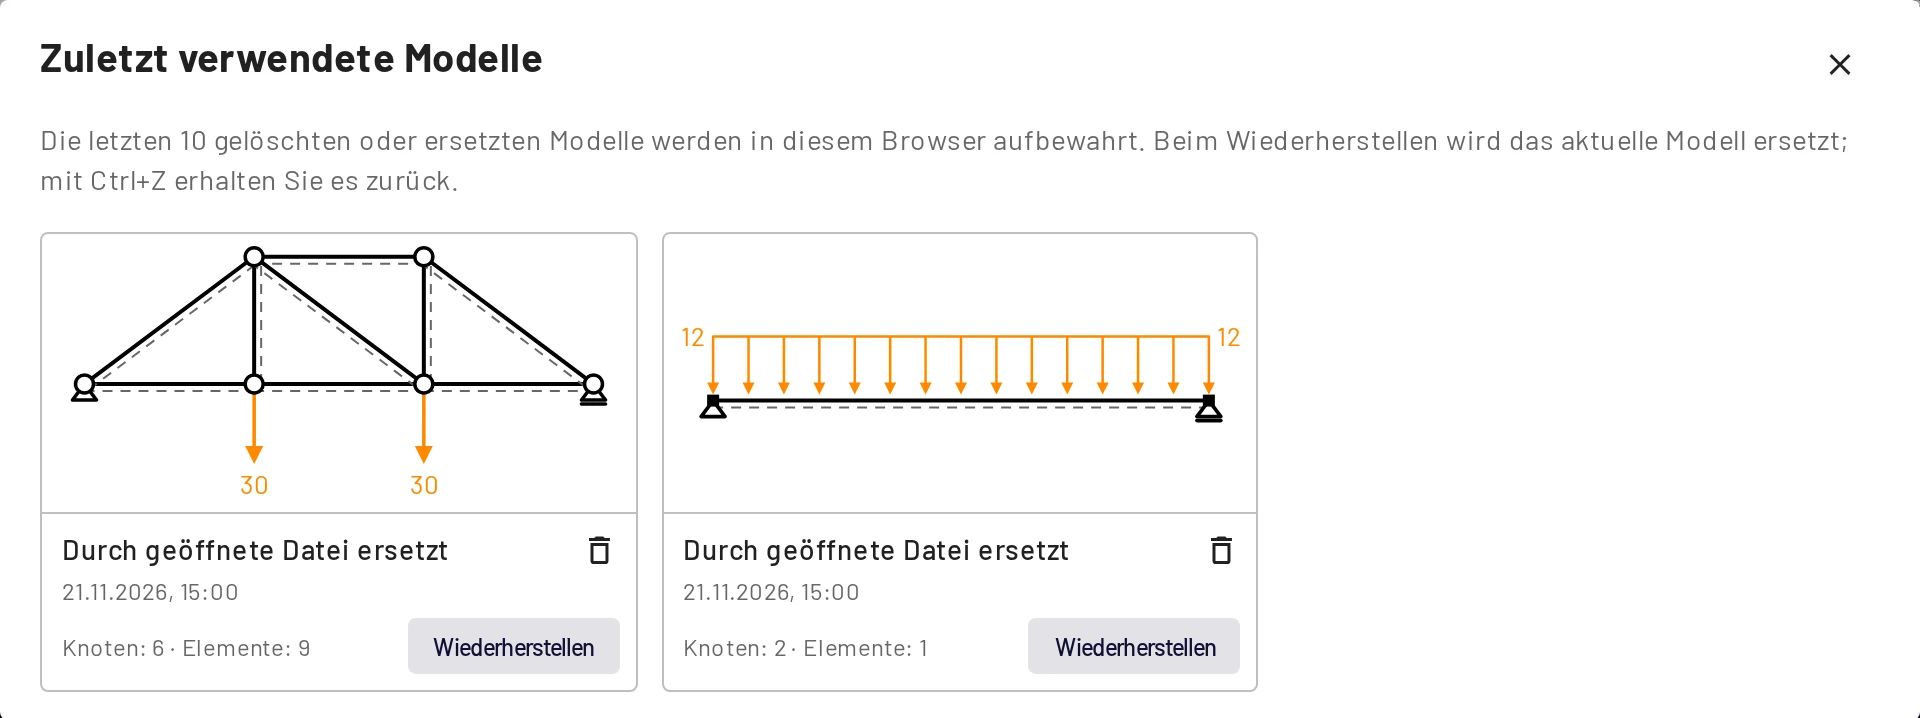 Zuletzt verwendete Modelle
Die letzten 10 gelöschten oder ersetzten Modelle werden in diesem Browser aufbewahrt. Beim Wiederherstellen wird das aktuelle Modell ersetzt;
mit Ctrl+Z erhalten Sie es zurück.
30 30
Durch geöffnete Datei ersetzt
21.11.2026, 15:00
Knoten: 6 · Elemente: 9 Wiederherstellen
12 12
Durch geöffnete Datei ersetzt
21.11.2026, 15:00
Knoten: 2 · Elemente: 1 Wiederherstellen